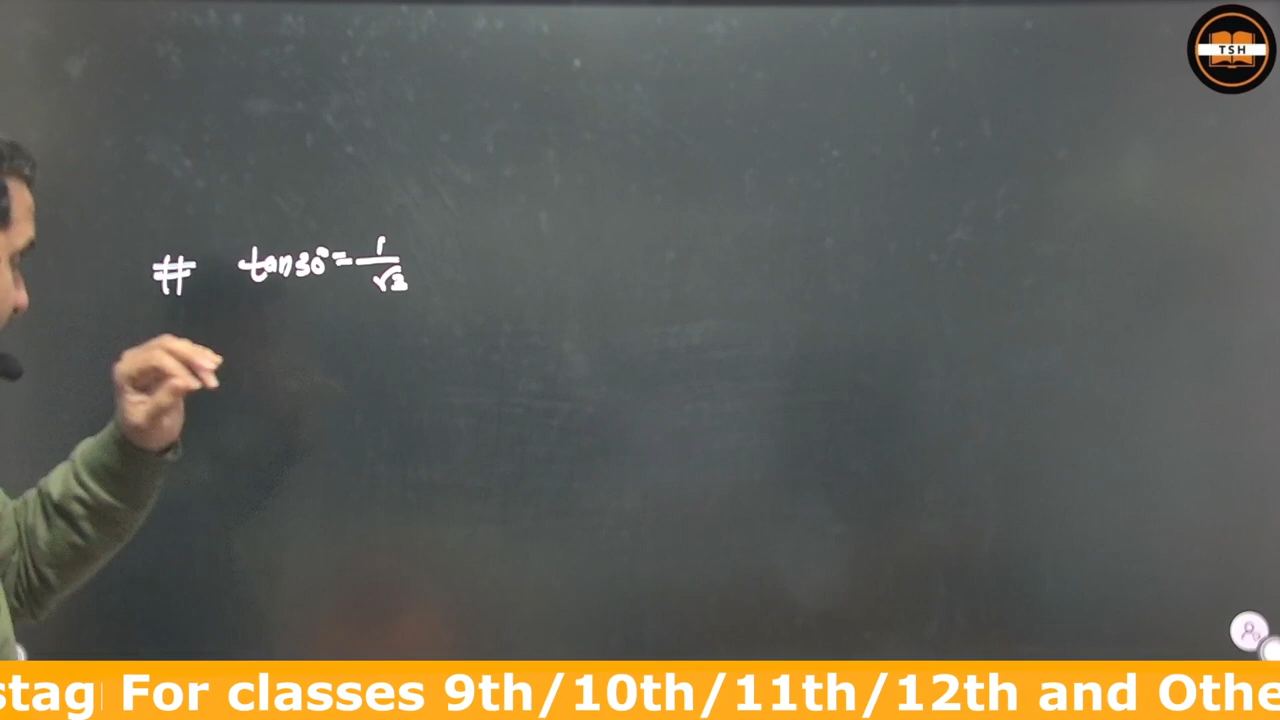 TSH
# tan30° = 1/√3
stag For classes 9th/10th/11th/12th and Othe